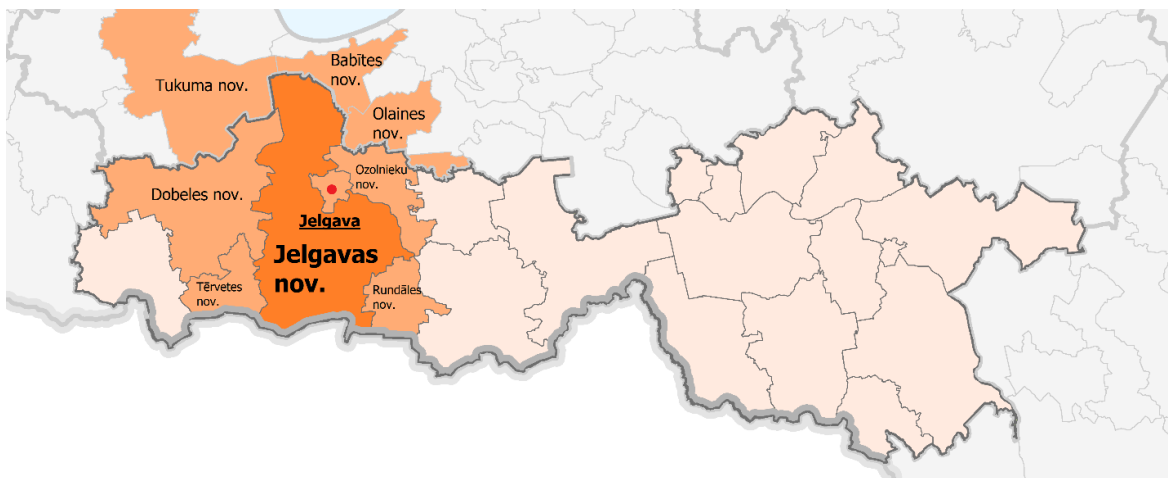 Babītes
nov.
Tukuma nov.
Olaines
nov.
Ozolnieku
nov.
Dobeles nov.
Jelgava
Jelgavas
nov.
Tērvetes
nov.
Rundāles
nov.